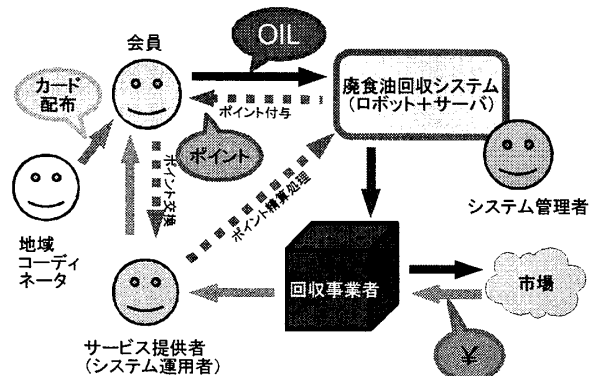 会員
OIL
カード
配布
廃食油回収システム
(ロボット+サーバ)
ポイント付与
ポイント
ポイント交換
ポイント精算処理
システム管理者
地域
コーディ
ネータ
回収事業者
市場
サービス提供者
(システム運用者)
¥